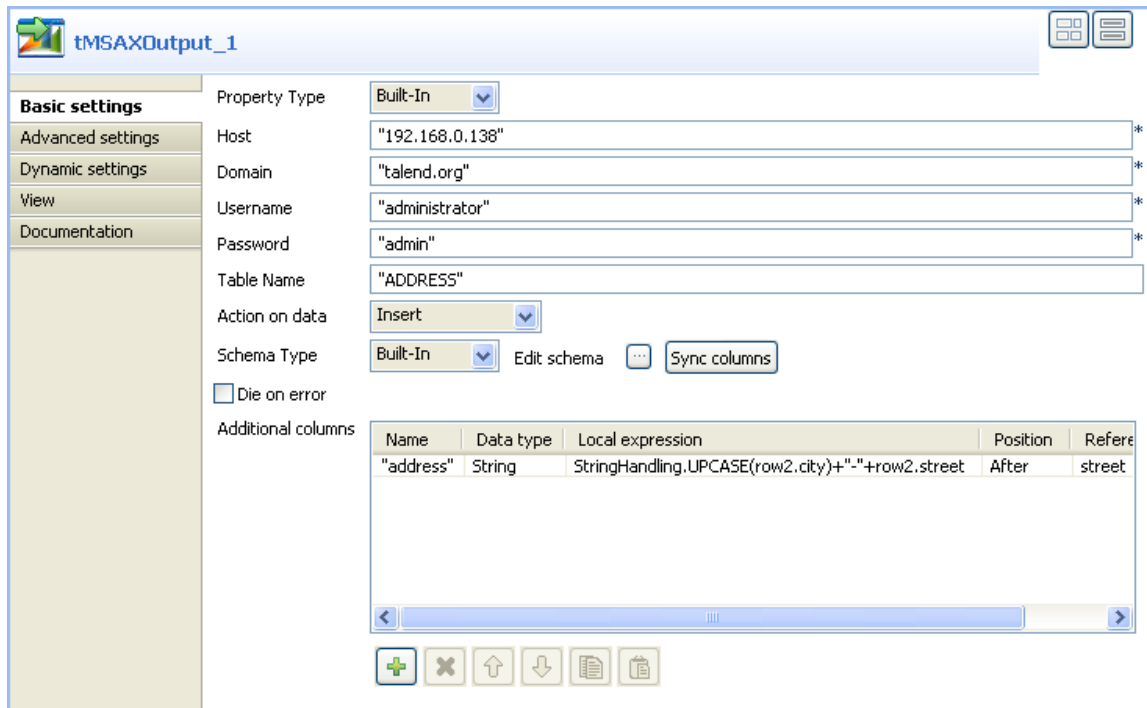 tMSAXOutput_1
Basic settings
Advanced settings
Dynamic settings
View
Documentation
Property Type Built-In
Host "192.168.0.138" *
Domain "talend.org" *
Username "administrator" *
Password "admin" *
Table Name "ADDRESS"
Action on data Insert
Schema Type Built-In Edit schema ... Sync columns
Die on error
Additional columns
Name Data type Local expression Position Refere
"address" String StringHandling.UPCASE(row2.city)+"-"+row2.street After street